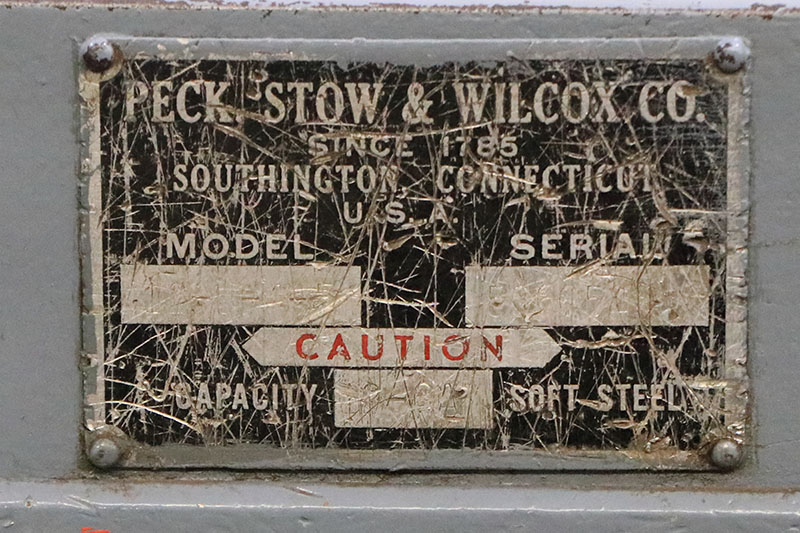 PECK, STOW & WILCOX CO.
SINCE 1785
SOUTHINGTON, CONNECTICUT
U.S.A.
MODEL SERIAL
CAUTION
CAPACITY SOFT STEEL